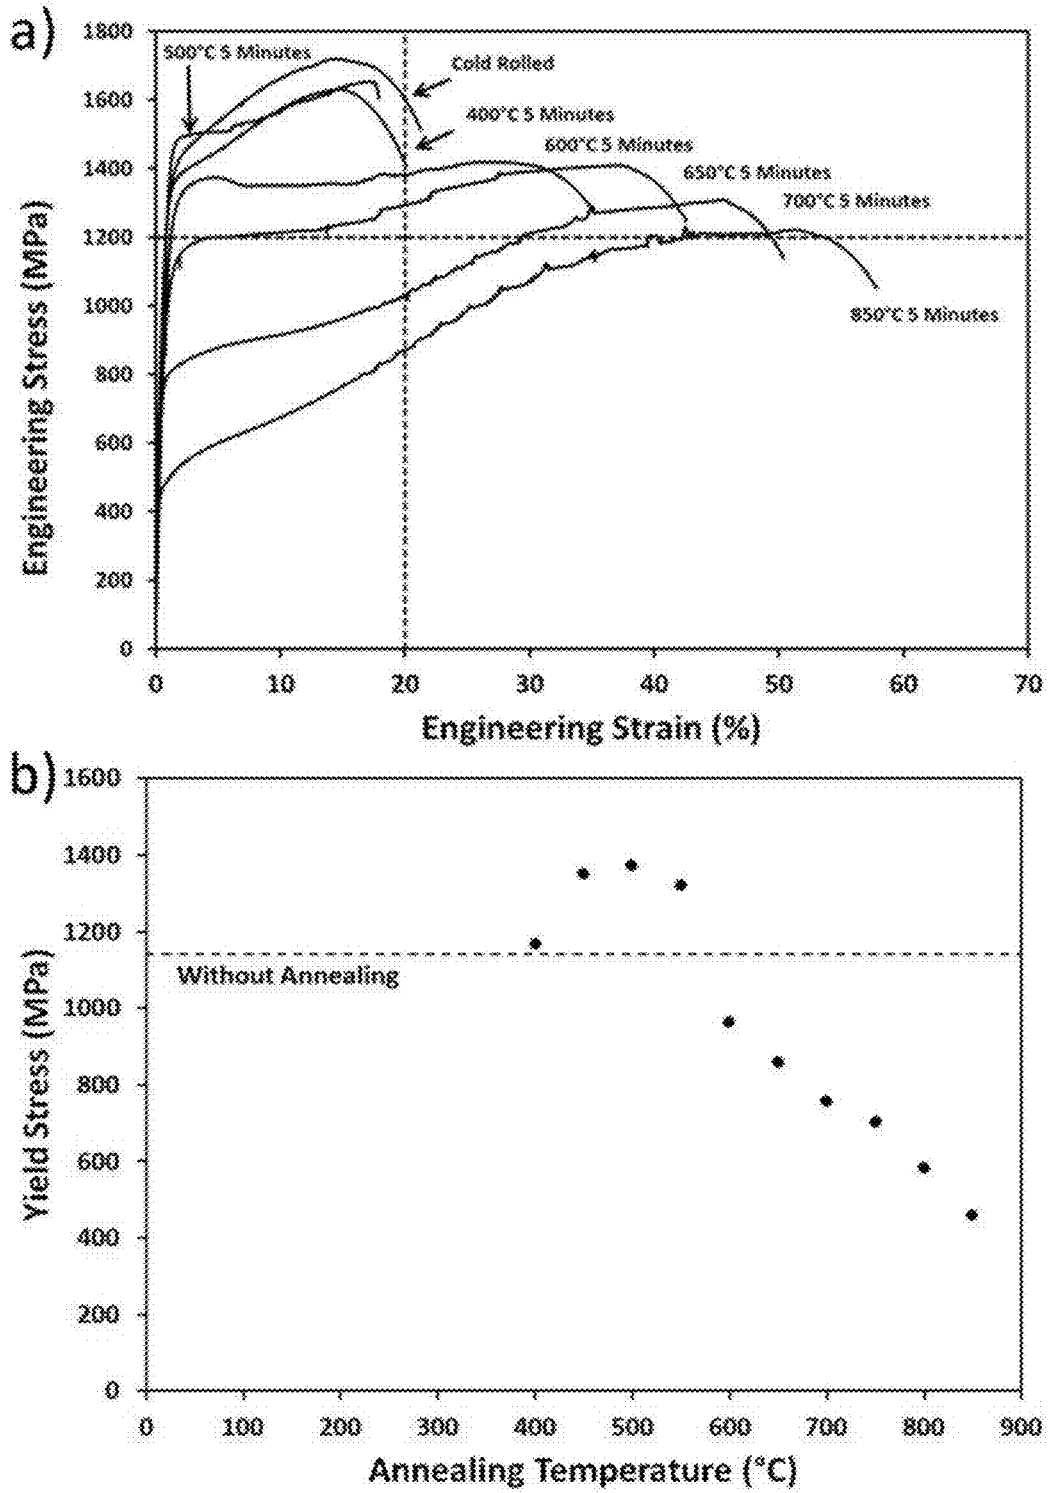 a)
1800
1600
1400
1200
1000
800
600
400
200
0
Engineering Stress (MPa)
500°C 5 Minutes
Cold Rolled
400°C 5 Minutes
600°C 5 Minutes
650°C 5 Minutes
700°C 5 Minutes
850°C 5 Minutes
0 10 20 30 40 50 60 70
Engineering Strain (%)
b)
1600
1400
1200
1000
800
600
400
200
0
Yield Stress (MPa)
Without Annealing
0 100 200 300 400 500 600 700 800 900
Annealing Temperature (°C)